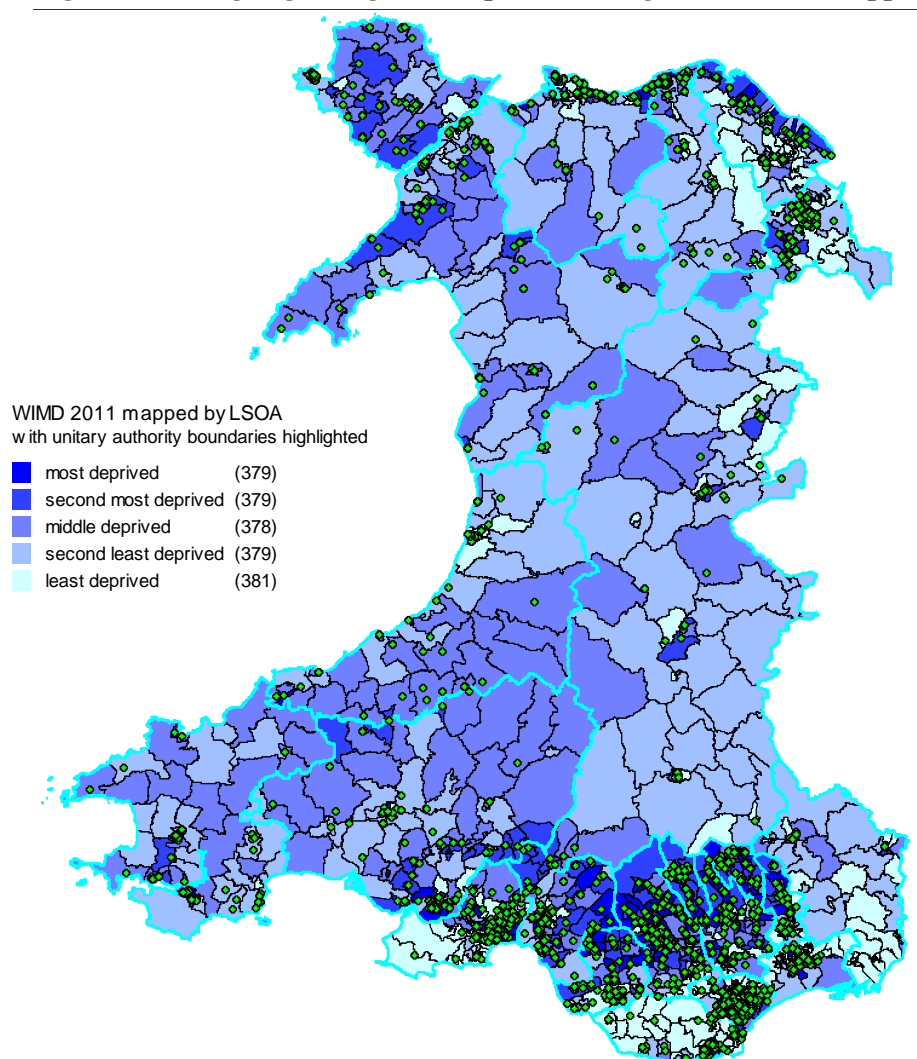 WIMD 2011 mapped by LSOA
with unitary authority boundaries highlighted
most deprived (379)
second most deprived (379)
middle deprived (378)
second least deprived (379)
least deprived (381)